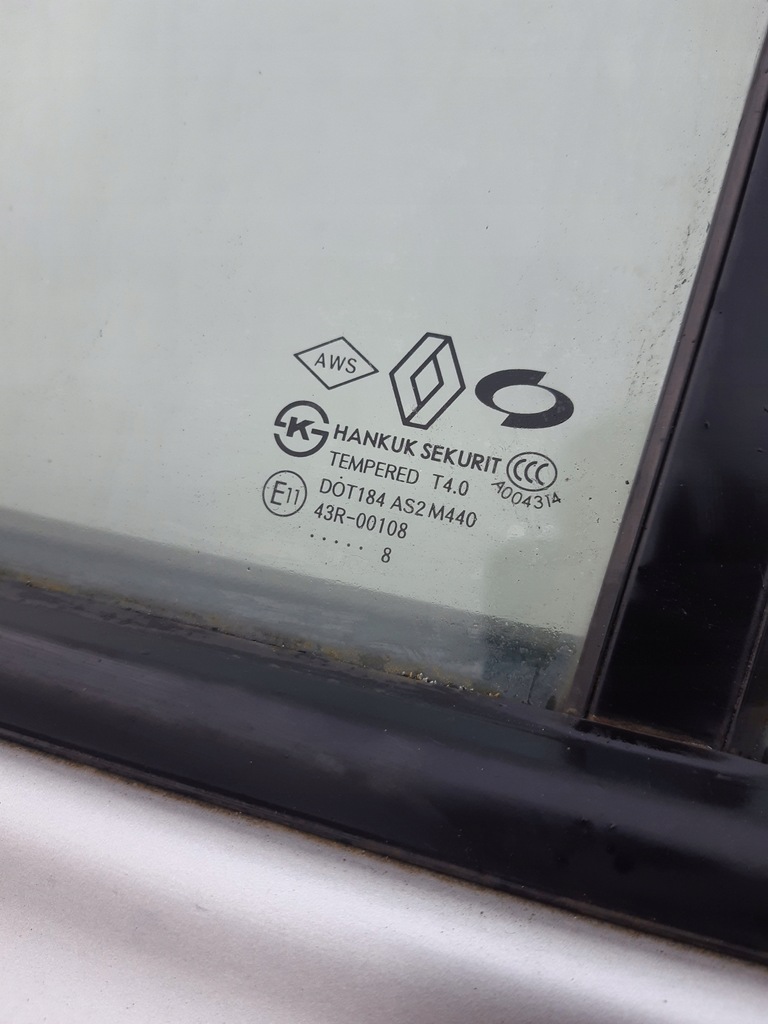 AWS
K
HANKUK SEKURIT
CCC
TEMPERED T4.0
A004314
E11
DOT184 AS2 M440
43R-00108
..... 8